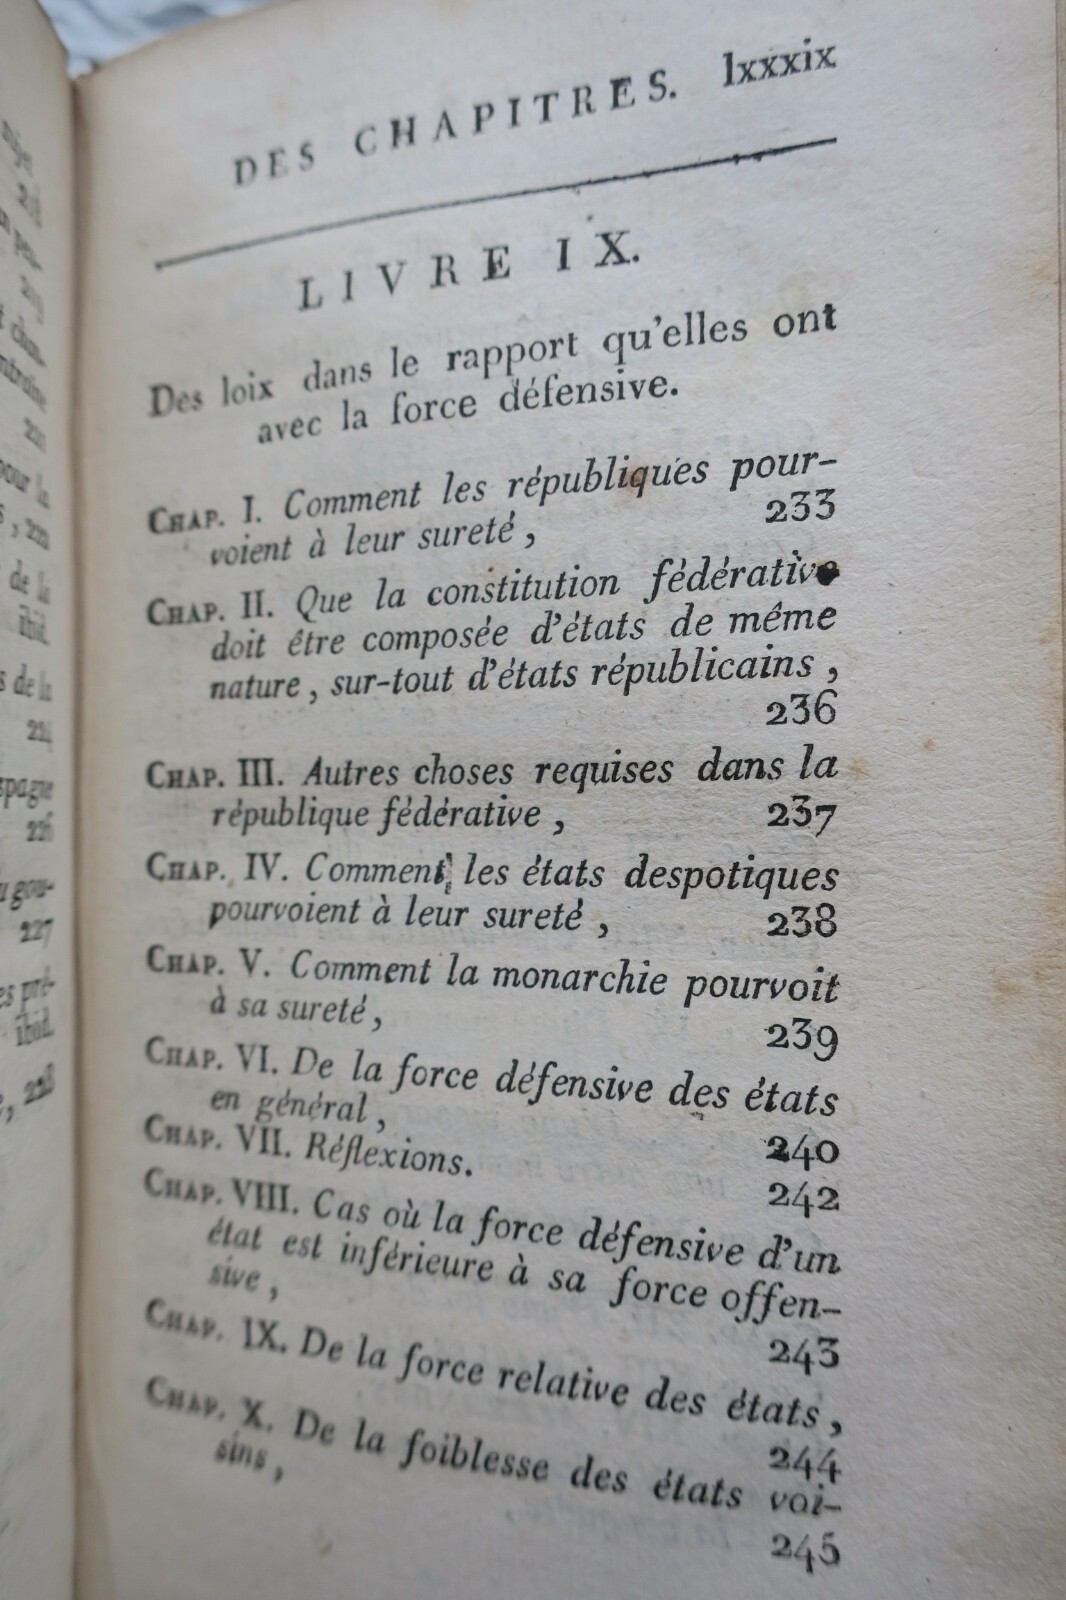 DES CHAPITRES. lxxxix
LIVRE IX.
Des loix dans le rapport qu'elles ont
avec la force défensive.
CHAP. I. Comment les républiques pour-
voient à leur sureté, 233
CHAP. II. Que la constitution fédérative
doit être composée d'états de même
nature, sur-tout d'états républicains,
236
CHAP. III. Autres choses requises dans la
république fédérative, 237
CHAP. IV. Comment les états despotiques
pourvoient à leur sureté, 238
CHAP. V. Comment la monarchie pourvoit
à sa sureté, 239
CHAP. VI. De la force défensive des états
en général, 240
CHAP. VII. Réflexions. 242
CHAP. VIII. Cas où la force défensive d'un
état est inférieure à sa force offen-
sive, 243
CHAP. IX. De la force relative des états,
244
CHAP. X. De la foiblesse des états voi-
sins, 245